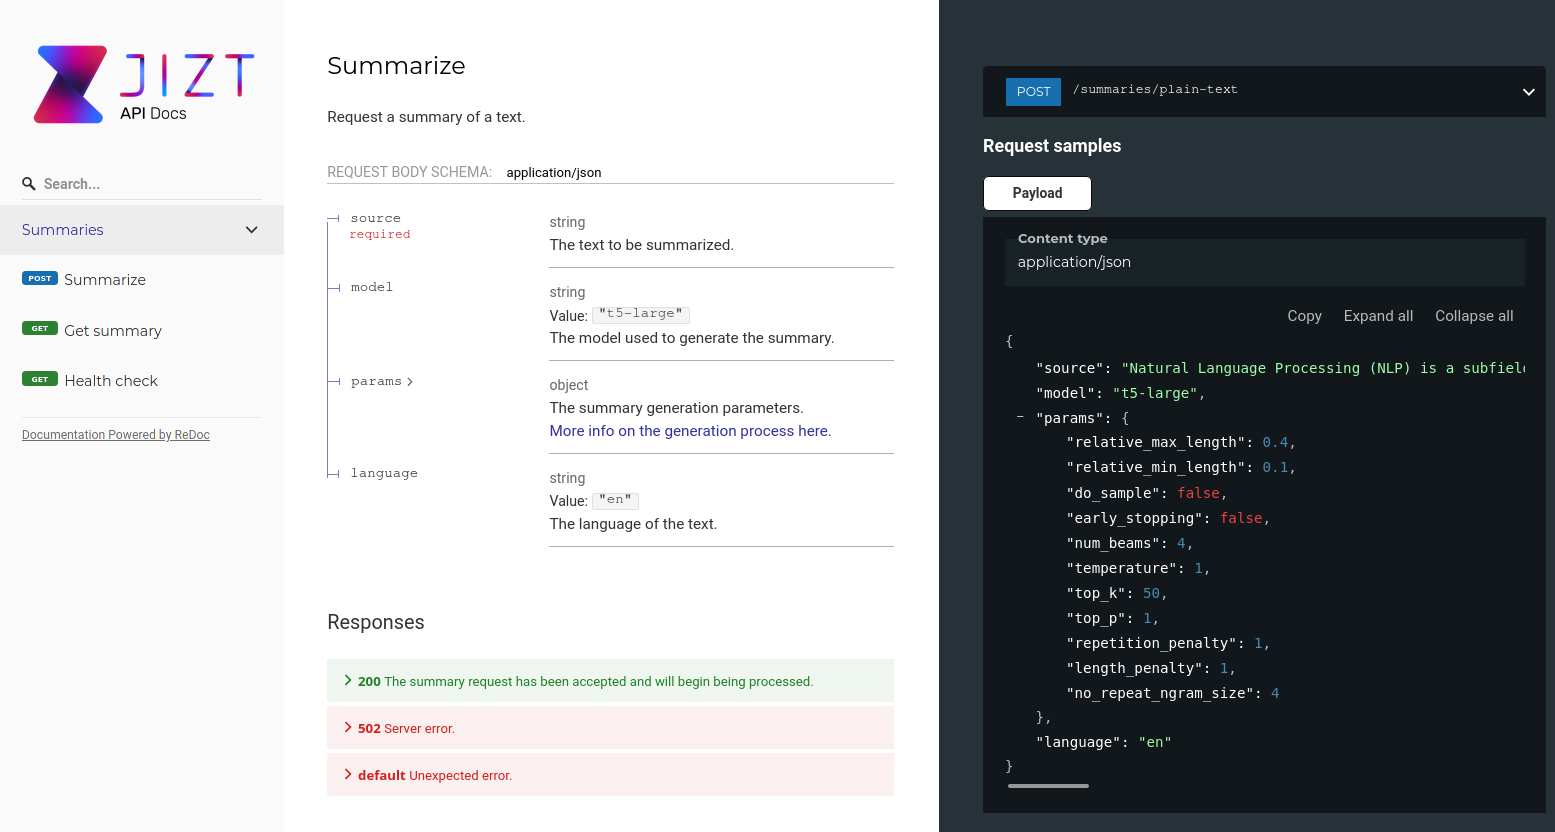 JIZT
API Docs
Search...
Summaries
POST Summarize
GET Get summary
GET Health check
Documentation Powered by ReDoc
Summarize
Request a summary of a text.
REQUEST BODY SCHEMA: application/json
source
required
string
The text to be summarized.
model
string
Value: "t5-large"
The model used to generate the summary.
params
object
The summary generation parameters.
More info on the generation process here.
language
string
Value: "en"
The language of the text.
Responses
200 The summary request has been accepted and will begin being processed.
502 Server error.
default Unexpected error.
POST /summaries/plain-text
Request samples
Payload
Content type
application/json
Copy Expand all Collapse all
{
"source": "Natural Language Processing (NLP) is a subfield
"model": "t5-large",
− "params": {
"relative_max_length": 0.4,
"relative_min_length": 0.1,
"do_sample": false,
"early_stopping": false,
"num_beams": 4,
"temperature": 1,
"top_k": 50,
"top_p": 1,
"repetition_penalty": 1,
"length_penalty": 1,
"no_repeat_ngram_size": 4
},
"language": "en"
}